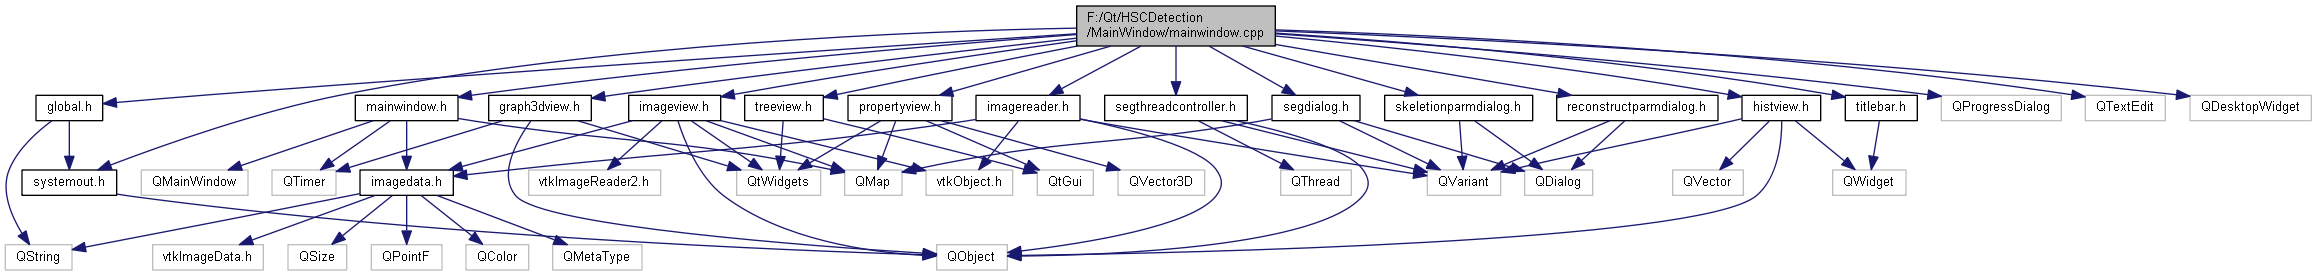 F:/Qt/HSCDetection
/MainWindow/mainwindow.cpp
global.h
mainwindow.h
graph3dview.h
imageview.h
treeview.h
propertyview.h
imagereader.h
segthreadcontroller.h
segdialog.h
skeletionparmdialog.h
reconstructparmdialog.h
histview.h
titlebar.h
QProgressDialog
QTextEdit
QDesktopWidget
systemout.h
QMainWindow
QTimer
imagedata.h
vtkImageReader2.h
QtWidgets
QMap
vtkObject.h
QtGui
QVector3D
QThread
QVariant
QDialog
QVector
QWidget
QString
vtkImageData.h
QSize
QPointF
QColor
QMetaType
QObject